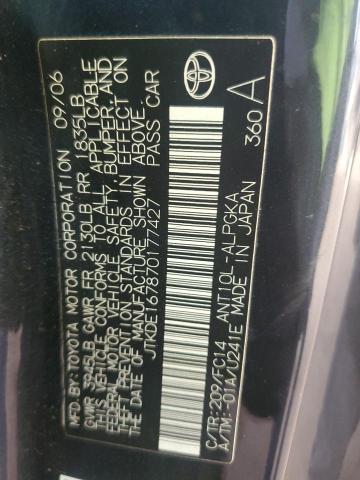 MFD.BY:TOYOTA MOTOR CORPORATION 09/06
GVWR 3945LB GAWR FR 2130LB RR 1835LB
THIS VEHICLE CONFORMS TO ALL APPLICABLE
FEDERAL MOTOR VEHICLE SAFETY, BUMPER, AND
THEFT PREVENTION STANDARDS IN EFFECT ON
THE DATE OF MANUFACTURE SHOWN ABOVE.
JTKDE167870177427 PASS CAR
C/TR:209/FC14 ANT10L-ALPGKA
A/TM:-01A/U241E MADE IN JAPAN
360 A